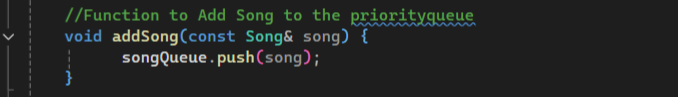 //Function to Add Song to the priorityqueue
void addSong(const Song& song) {
songQueue.push(song);
}